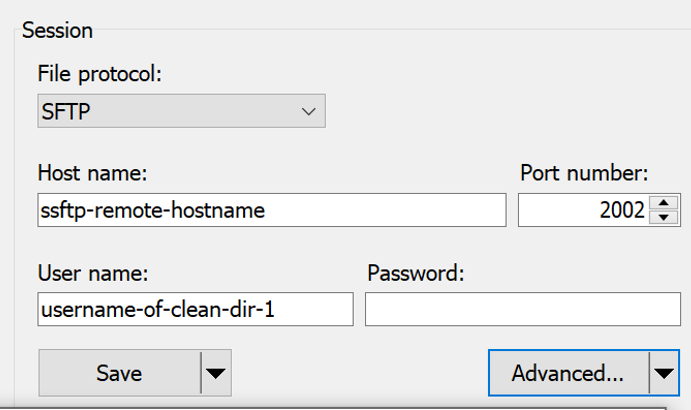 Session
File protocol:
SFTP
Host name: Port number:
ssftp-remote-hostname 2002
User name: Password:
username-of-clean-dir-1
Save Advanced...